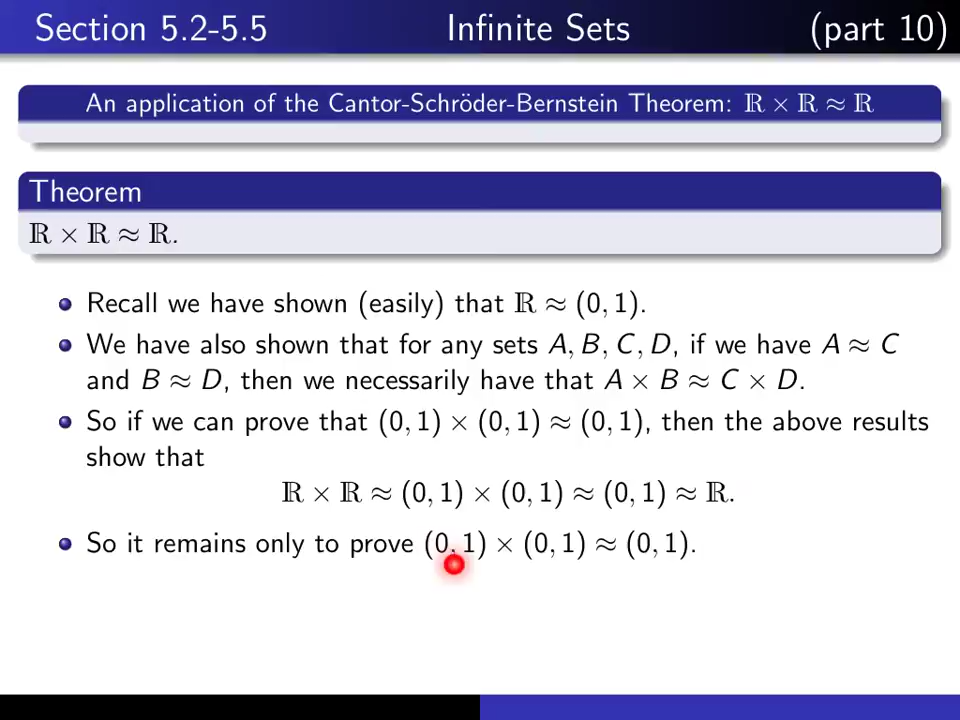 Section 5.2-5.5 Infinite Sets (part 10)
An application of the Cantor-Schröder-Bernstein Theorem: ℝ × ℝ ≈ ℝ
Theorem
ℝ × ℝ ≈ ℝ.
Recall we have shown (easily) that ℝ ≈ (0, 1).
We have also shown that for any sets A, B, C, D, if we have A ≈ C
and B ≈ D, then we necessarily have that A × B ≈ C × D.
So if we can prove that (0, 1) × (0, 1) ≈ (0, 1), then the above results
show that
ℝ × ℝ ≈ (0, 1) × (0, 1) ≈ (0, 1) ≈ ℝ.
So it remains only to prove (0, 1) × (0, 1) ≈ (0, 1).